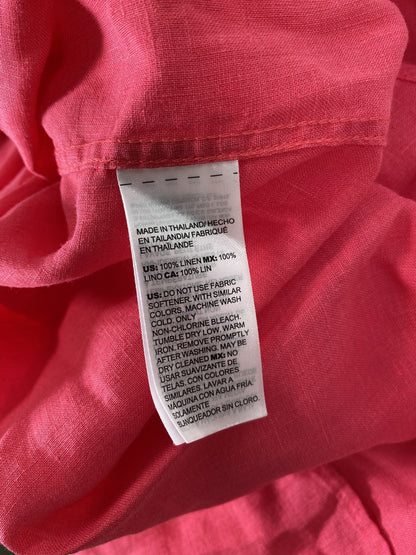 MADE IN THAILAND/ HECHO
EN TAILANDIA/ FABRIQUÉ
EN THAÏLANDE
US: 100% LINEN MX: 100%
LINO CA: 100% LIN
US: DO NOT USE FABRIC
SOFTENER. WITH SIMILAR
COLORS. MACHINE WASH
COLD. ONLY
NON-CHLORINE BLEACH.
TUMBLE DRY LOW. WARM
IRON. REMOVE PROMPTLY
AFTER WASHING. MAY BE
DRY CLEANED MX: NO
USAR SUAVIZANTE DE
TELAS. CON COLORES
SIMILARES. LAVAR A
MÁQUINA CON AGUA FRÍA.
SOLAMENTE
BLANQUEADOR SIN CLORO.